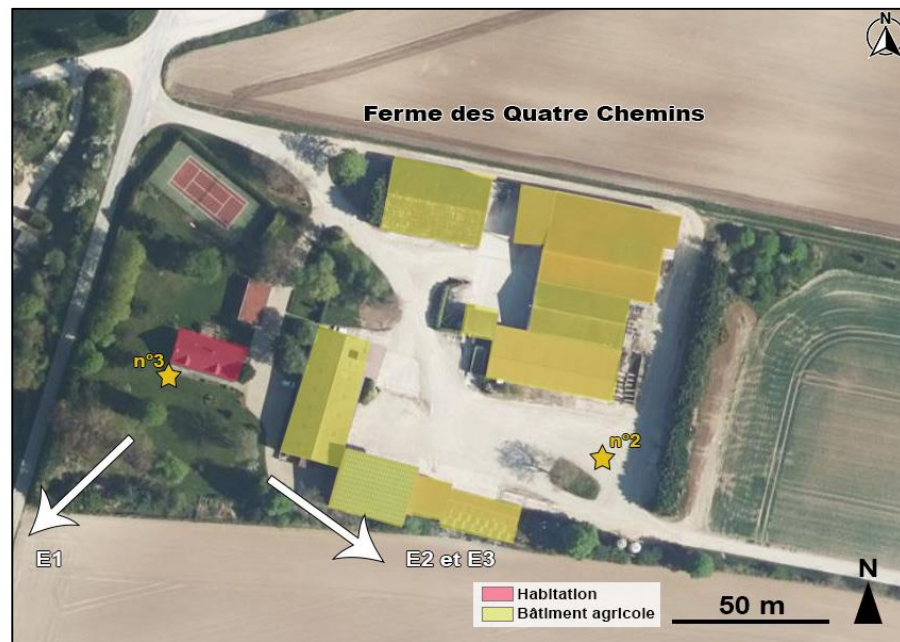 N
Ferme des Quatre Chemins
n°3
n°2
E1
E2 et E3
Habitation
Bâtiment agricole
50 m
N